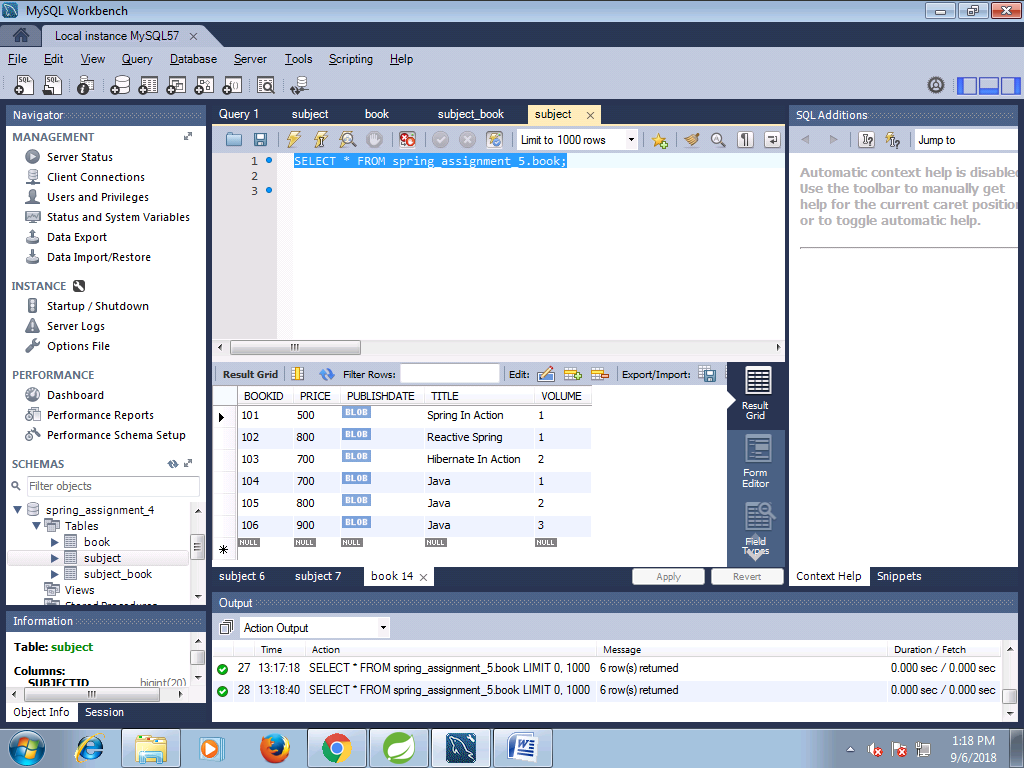 MySQL Workbench
Local instance MySQL57
File Edit View Query Database Server Tools Scripting Help
Navigator
MANAGEMENT
Server Status
Client Connections
Users and Privileges
Status and System Variables
Data Export
Data Import/Restore
INSTANCE
Startup / Shutdown
Server Logs
Options File
PERFORMANCE
Dashboard
Performance Reports
Performance Schema Setup
SCHEMAS
Filter objects
spring_assignment_4
Tables
book
subject
subject_book
Views
Stored Procedures
Information
Table: subject
Columns:
SUBJECTID bigint(20)
Object Info Session
Query 1 subject book subject_book subject
Limit to 1000 rows
1 SELECT * FROM spring_assignment_5.book;
2
3
Result Grid Filter Rows: Edit: Export/Import:
BOOKID PRICE PUBLISHDATE TITLE VOLUME
101 500 BLOB Spring In Action 1
102 800 BLOB Reactive Spring 1
103 700 BLOB Hibernate In Action 2
104 700 BLOB Java 1
105 800 BLOB Java 2
106 900 BLOB Java 3
* NULL NULL NULL NULL NULL
Result
Grid
Form
Editor
Field
Types
subject 6 subject 7 book 14 Apply Revert
SQL Additions
Jump to
Automatic context help is disabled
Use the toolbar to manually get
help for the current caret position
or to toggle automatic help.
Context Help Snippets
Output
Action Output
Time Action Message Duration / Fetch
27 13:17:18 SELECT * FROM spring_assignment_5.book LIMIT 0, 1000 6 row(s) returned 0.000 sec / 0.000 sec
28 13:18:40 SELECT * FROM spring_assignment_5.book LIMIT 0, 1000 6 row(s) returned 0.000 sec / 0.000 sec
1:18 PM
9/6/2018